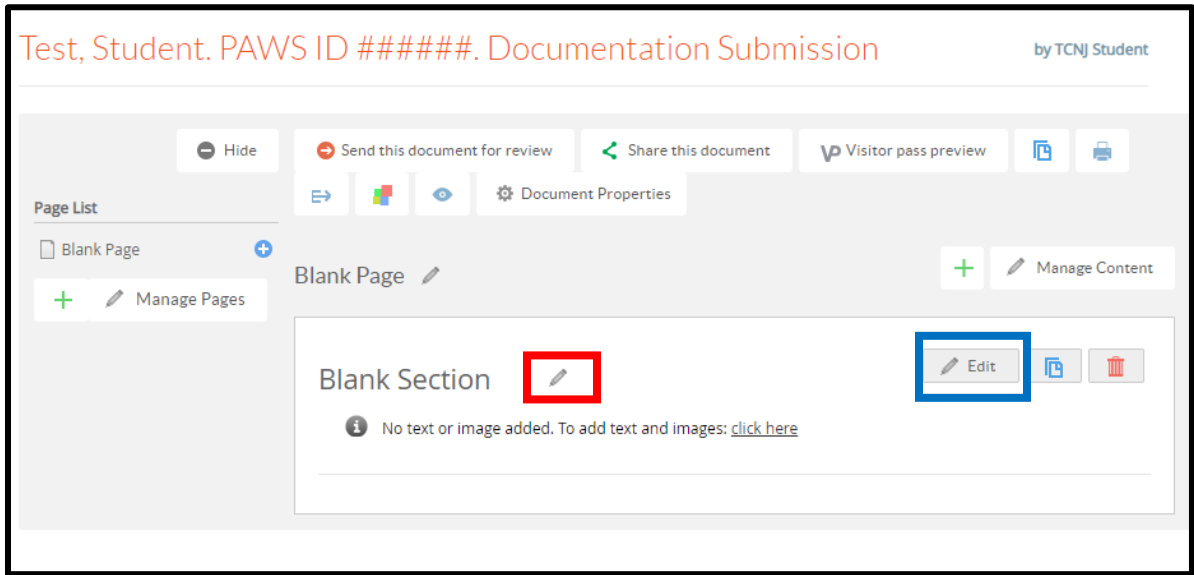 Test, Student. PAWS ID ######. Documentation Submission
by TCNJ Student
Hide
Send this document for review
Share this document
VP Visitor pass preview
Document Properties
Page List
Blank Page
Manage Pages
Blank Page
Manage Content
Blank Section
Edit
No text or image added. To add text and images: click here